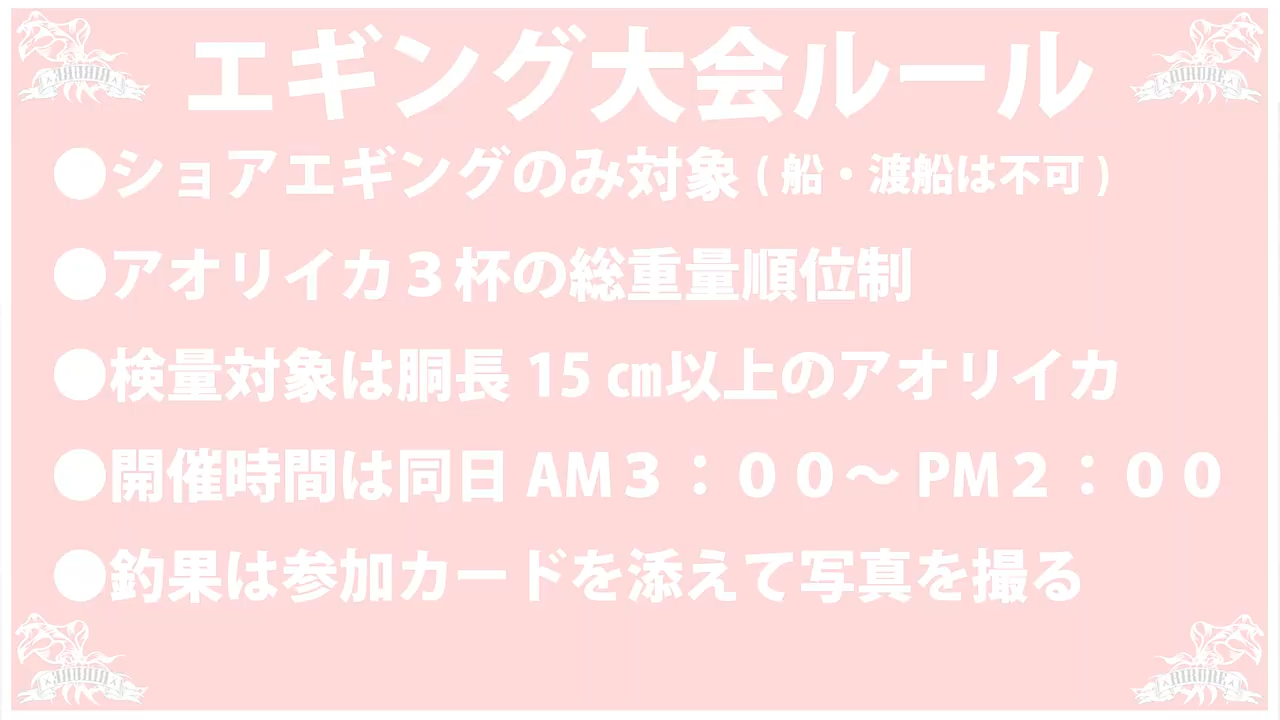 エギング大会ルール
●ショアエギングのみ対象 ( 船・渡船は不可 )
●アオリイカ３杯の総重量順位制
●検量対象は胴長 15 ㎝以上のアオリイカ
●開催時間は同日 AM３：００～ PM２：００
●釣果は参加カードを添えて写真を撮る